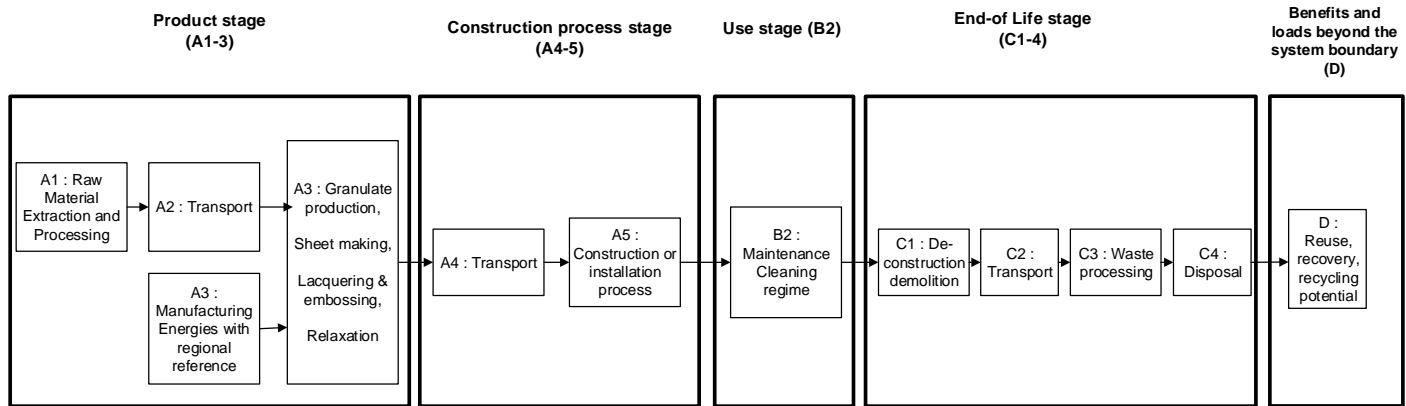 Product stage
(A1-3)
Construction process stage
(A4-5)
Use stage (B2)
End-of Life stage
(C1-4)
Benefits and
loads beyond the
system boundary
(D)
A1 : Raw
Material
Extraction and
Processing
A2 : Transport
A3 :
Manufacturing
Energies with
regional
reference
A3 : Granulate
production,
Sheet making,
Lacquering &
embossing,
Relaxation
A4 : Transport
A5 :
Construction or
installation
process
B2 :
Maintenance
Cleaning
regime
C1 : De-
construction
demolition
C2 :
Transport
C3 : Waste
processing
C4 :
Disposal
D :
Reuse,
recovery,
recycling
potential